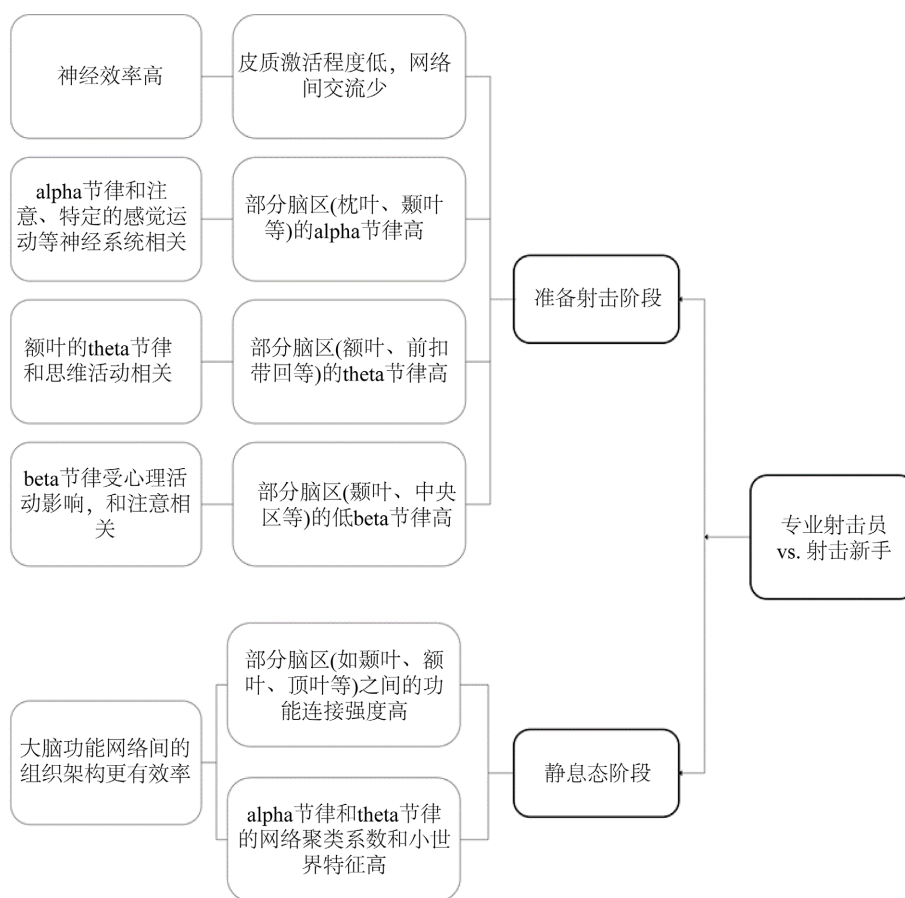 神经效率高
皮质激活程度低，网络
间交流少
alpha节律和注
意、特定的感觉运
动等神经系统相关
部分脑区(枕叶、颞叶
等)的alpha节律高
准备射击阶段
额叶的theta节律
和思维活动相关
部分脑区(额叶、前扣
带回等)的theta节律高
beta节律受心理活
动影响，和注意相
关
部分脑区(颞叶、中央
区等)的低beta节律高
专业射击员
vs. 射击新手
部分脑区(如颞叶、额
叶、顶叶等)之间的功
能连接强度高
大脑功能网络间的
组织架构更有效率
静息态阶段
alpha节律和theta节律
的网络聚类系数和小世
界特征高